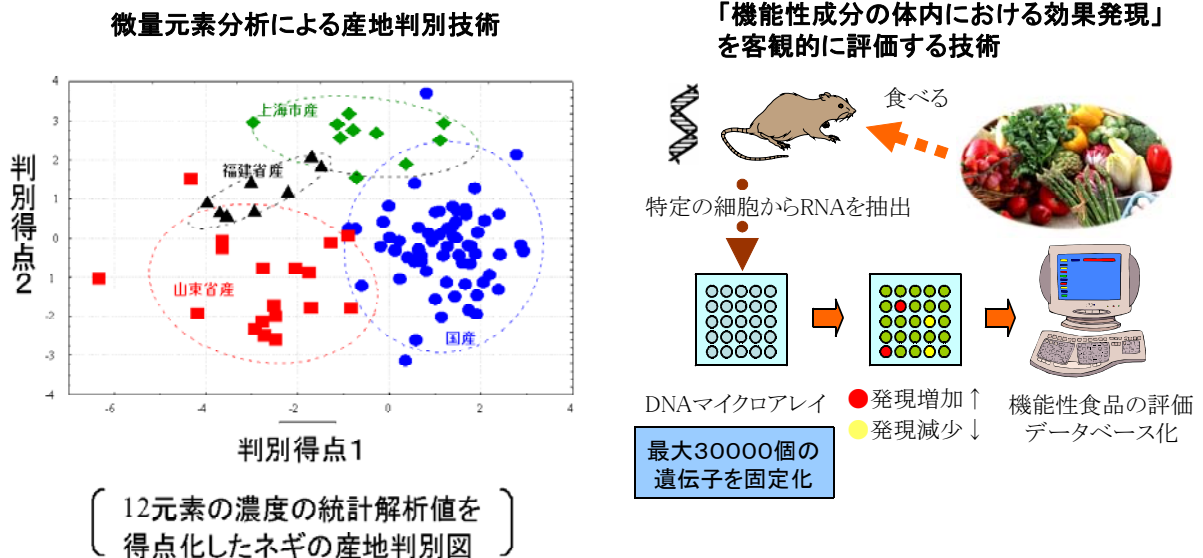 微量元素分析による産地判別技術
4
3
2
1
0
1
-2
-3
-4
-6
-4
-2
0
2
4
判別得点2
上海市産
福建省産
山東省産
国産
判別得点1
12元素の濃度の統計解析値を
得点化したネギの産地判別図
「機能性成分の体内における効果発現」
を客観的に評価する技術
食べる
特定の細胞からRNAを抽出
DNAマイクロアレイ
最大30000個の
遺伝子を固定化
●発現増加↑
●発現減少↓
機能性食品の評価
データベース化